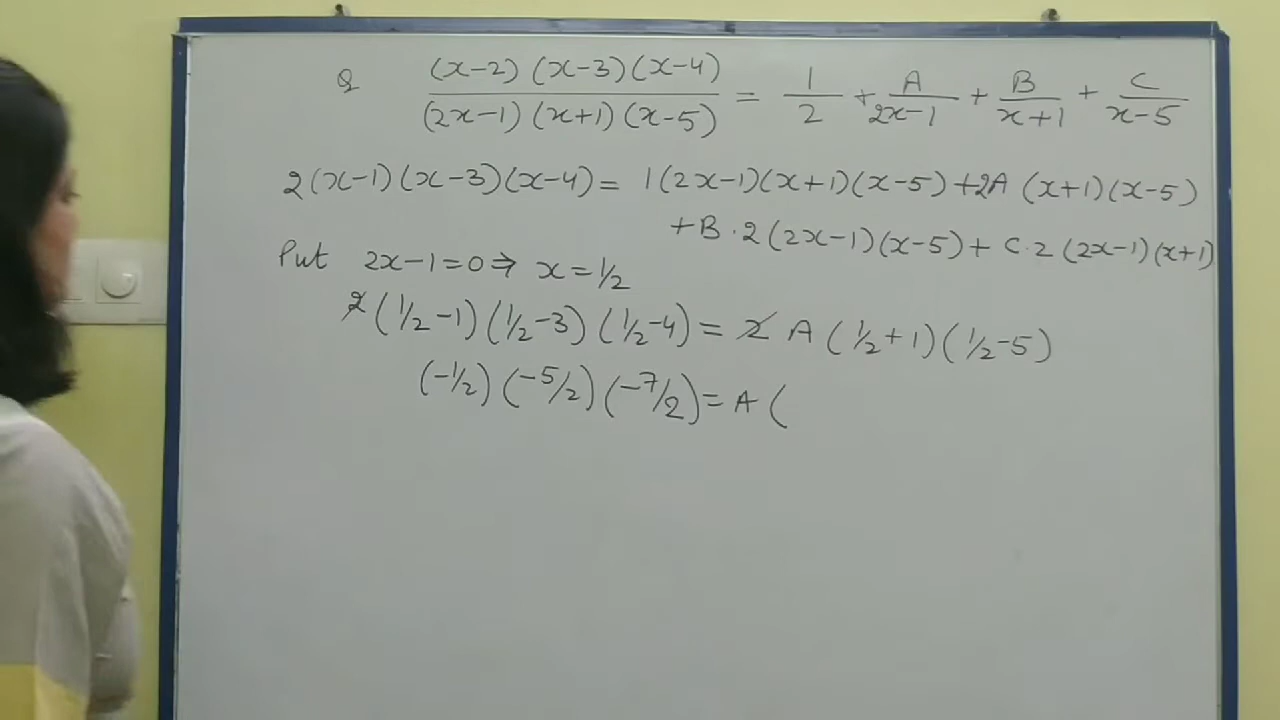 Q (x-2) (x-3)(x-4) / (2x-1) (x+1) (x-5) = 1/2 + A/2x-1 + B/x+1 + C/x-5
2(x-1)(x-3)(x-4) = 1(2x-1)(x+1)(x-5) + 2A (x+1)(x-5)
+ B · 2 (2x-1)(x-5) + C · 2 (2x-1)(x+1)
Put 2x-1=0 ⇒ x = 1/2
2 (1/2 - 1) (1/2 - 3) (1/2 - 4) = 2 A (1/2 + 1) (1/2 - 5)
(-1/2) (-5/2) (-7/2) = A (